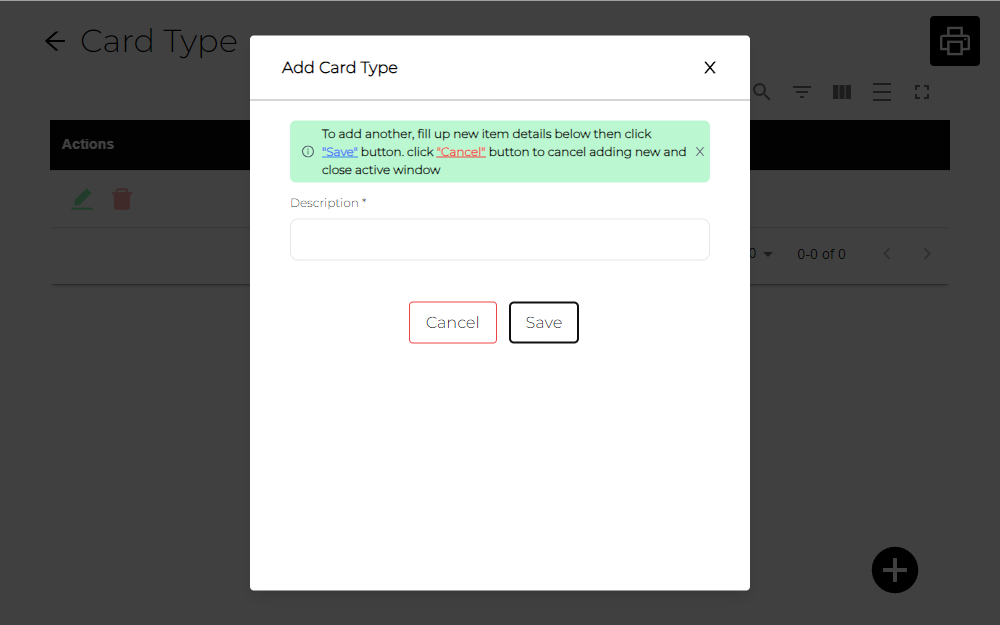 Card Type
Add Card Type
X
Actions
To add another, fill up new item details below then click
"Save" button. click "Cancel" button to cancel adding new and
close active window
Description *
0-0 of 0
Cancel
Save